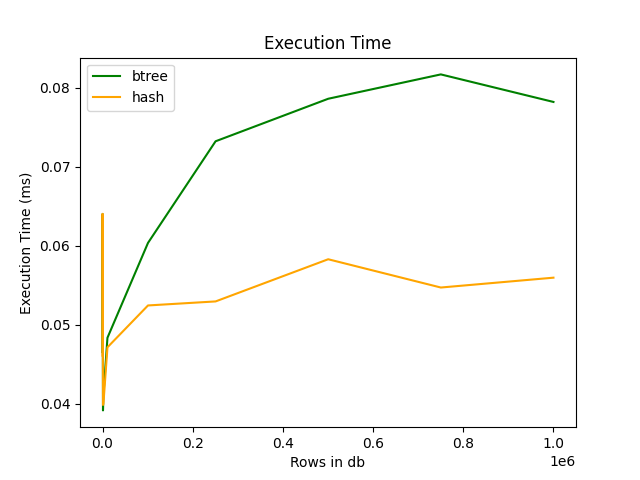 Execution Time
btree
hash
Execution Time (ms)
0.08
0.07
0.06
0.05
0.04
0.0 0.2 0.4 0.6 0.8 1.0
1e6
Rows in db